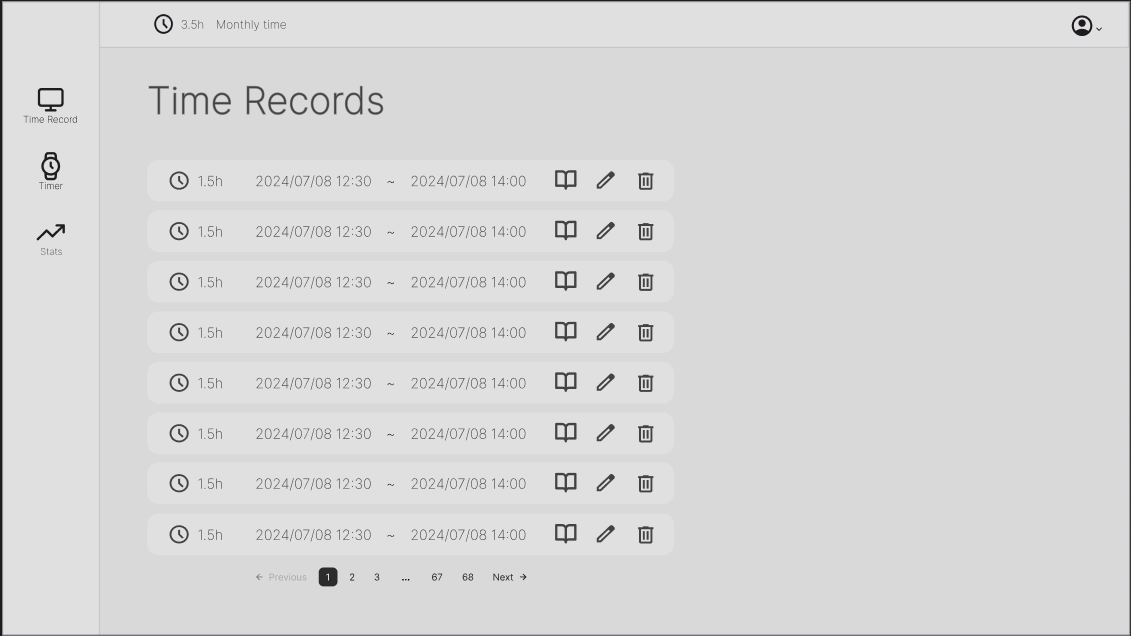 3.5h Monthly time
Time Record
Timer
Stats
Time Records
1.5h 2024/07/08 12:30 ~ 2024/07/08 14:00
1.5h 2024/07/08 12:30 ~ 2024/07/08 14:00
1.5h 2024/07/08 12:30 ~ 2024/07/08 14:00
1.5h 2024/07/08 12:30 ~ 2024/07/08 14:00
1.5h 2024/07/08 12:30 ~ 2024/07/08 14:00
1.5h 2024/07/08 12:30 ~ 2024/07/08 14:00
1.5h 2024/07/08 12:30 ~ 2024/07/08 14:00
1.5h 2024/07/08 12:30 ~ 2024/07/08 14:00
← Previous 1 2 3 ... 67 68 Next →